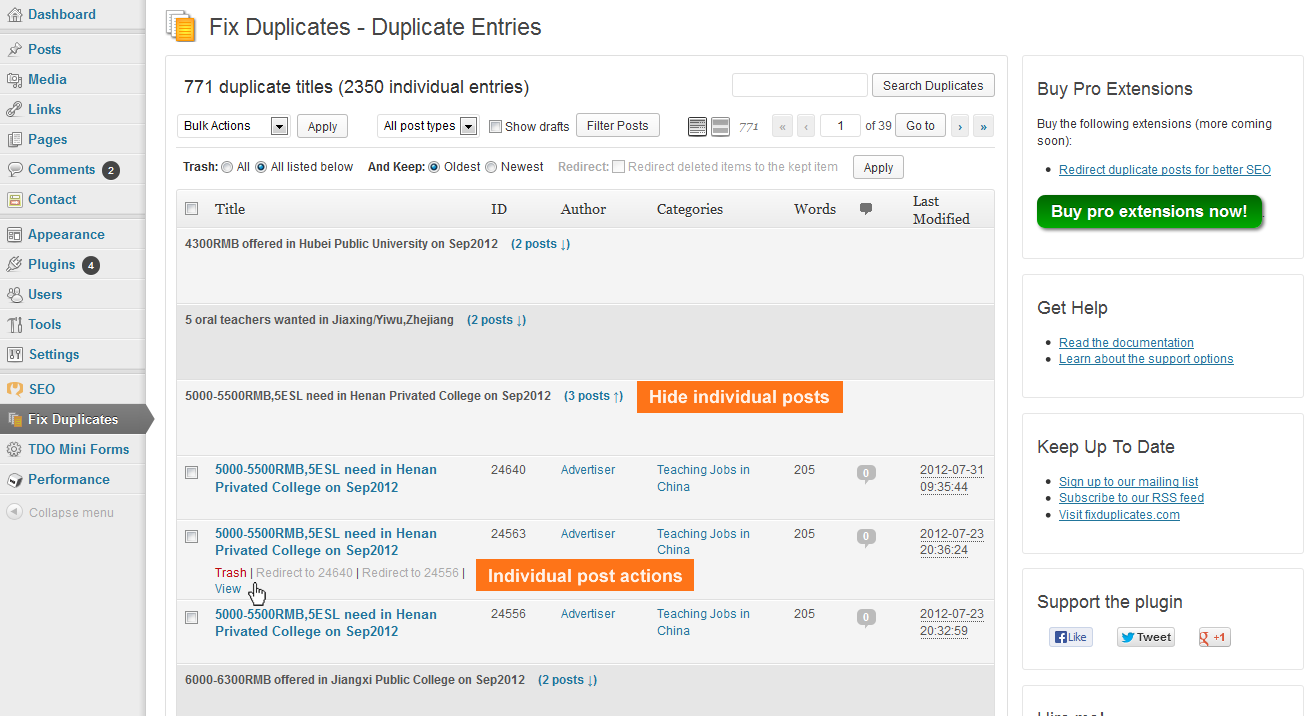 Dashboard
Posts
Media
Links
Pages
Comments 2
Contact
Appearance
Plugins 4
Users
Tools
Settings
SEO
Fix Duplicates
TDO Mini Forms
Performance
Collapse menu
Fix Duplicates - Duplicate Entries
771 duplicate titles (2350 individual entries)
Search Duplicates
Bulk Actions Apply All post types Show drafts Filter Posts 771 « ‹ 1 of 39 Go to › »
Trash: All All listed below And Keep: Oldest Newest Redirect: Redirect deleted items to the kept item Apply
Title ID Author Categories Words Last
Modified
4300RMB offered in Hubei Public University on Sep2012 (2 posts ↓)
5 oral teachers wanted in Jiaxing/Yiwu,Zhejiang (2 posts ↓)
5000-5500RMB,5ESL need in Henan Privated College on Sep2012 (3 posts ↑) Hide individual posts
5000-5500RMB,5ESL need in Henan 24640 Advertiser Teaching Jobs in 205 0 2012-07-31
Privated College on Sep2012 China 09:35:44
5000-5500RMB,5ESL need in Henan 24563 Advertiser Teaching Jobs in 205 0 2012-07-23
Privated College on Sep2012 China 20:36:24
Trash | Redirect to 24640 | Redirect to 24556 | Individual post actions
View
5000-5500RMB,5ESL need in Henan 24556 Advertiser Teaching Jobs in 205 0 2012-07-23
Privated College on Sep2012 China 20:32:59
6000-6300RMB offered in Jiangxi Public College on Sep2012 (2 posts ↓)
Buy Pro Extensions
Buy the following extensions (more coming
soon):
Redirect duplicate posts for better SEO
Buy pro extensions now! .
Get Help
Read the documentation
Learn about the support options
Keep Up To Date
Sign up to our mailing list
Subscribe to our RSS feed
Visit fixduplicates.com
Support the plugin
Like Tweet +1
Hire me!